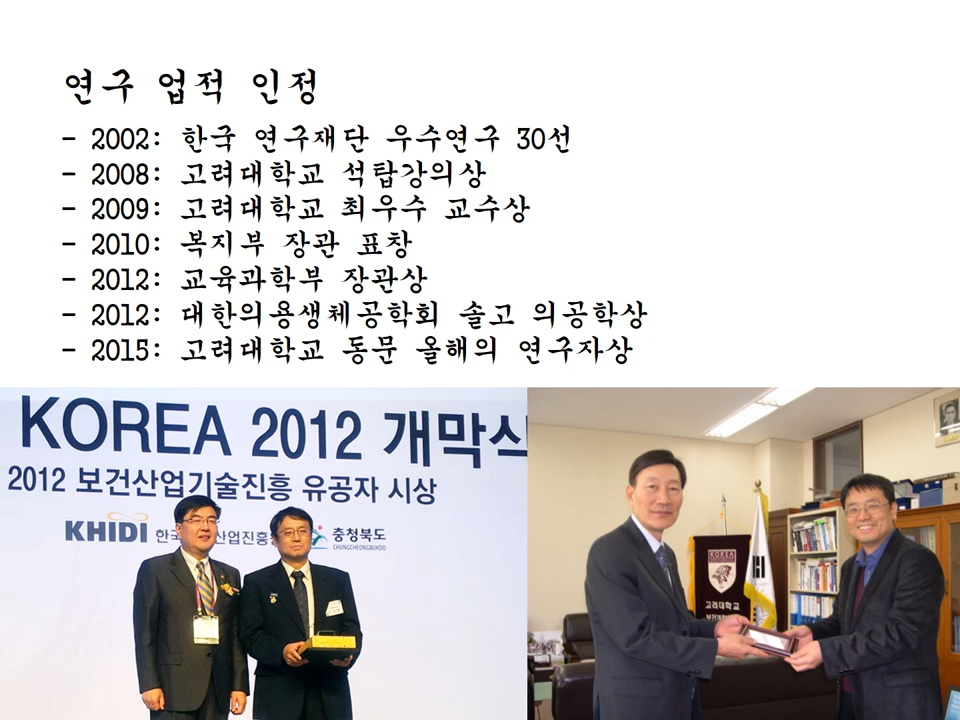 연구 업적 인정
- 2002: 한국 연구재단 우수연구 30선
- 2008: 고려대학교 석탑강의상
- 2009: 고려대학교 최우수 교수상
- 2010: 복지부 장관 표창
- 2012: 교육과학부 장관상
- 2012: 대한의용생체공학회 솔고 의공학상
- 2015: 고려대학교 동문 올해의 연구자상
KOREA 2012 개막식
2012 보건산업기술진흥 유공자 시상
KHIDI 한국 산업진흥
충청북도
CHUNGCHEONGBUKDO
KOREA
고려대학교